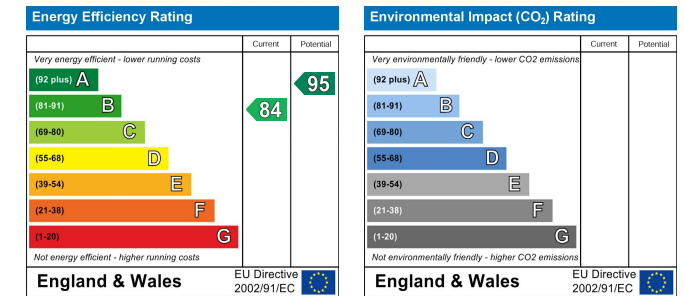 Energy Efficiency Rating
Current Potential
Very energy efficient - lower running costs
(92 plus) A
(81-91) B
(69-80) C
(55-68) D
(39-54) E
(21-38) F
(1-20) G
84
95
Not energy efficient - higher running costs
England & Wales
EU Directive
2002/91/EC
Environmental Impact (CO₂) Rating
Current Potential
Very environmentally friendly - lower CO2 emissions
(92 plus) A
(81-91) B
(69-80) C
(55-68) D
(39-54) E
(21-38) F
(1-20) G
Not environmentally friendly - higher CO2 emissions
England & Wales
EU Directive
2002/91/EC